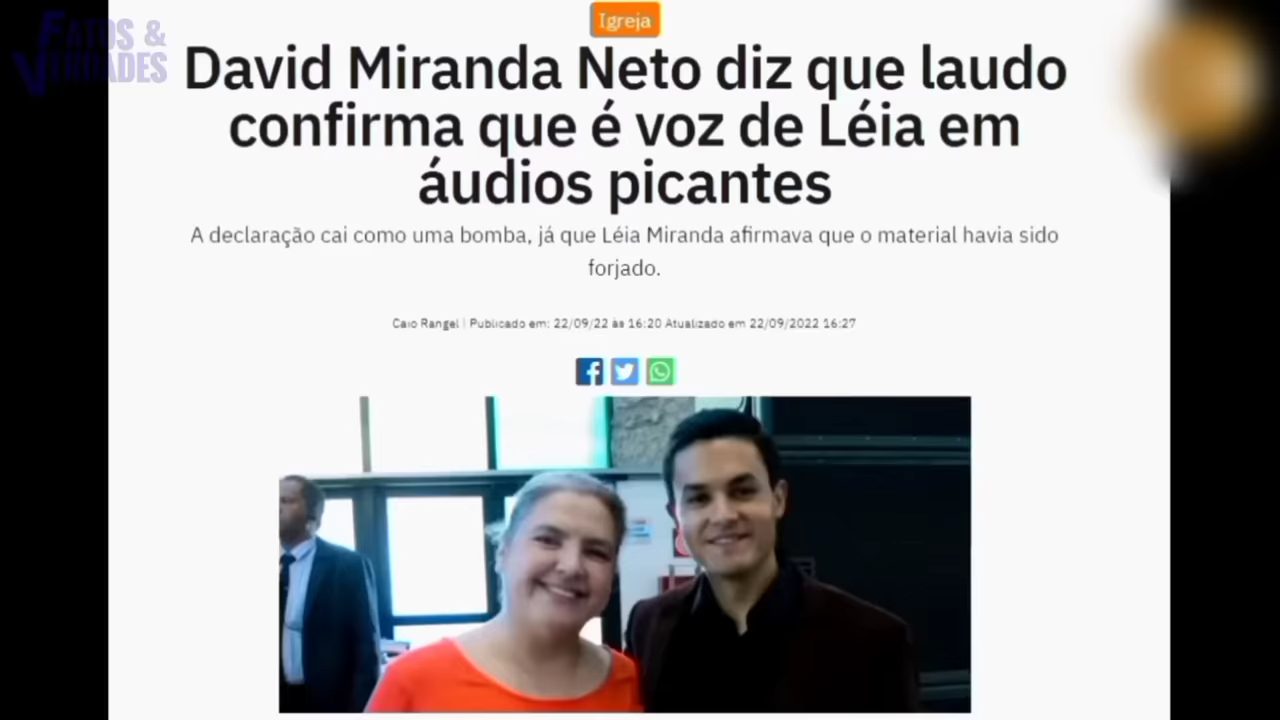 FATOS &
VERDADES
Igreja
David Miranda Neto diz que laudo
confirma que é voz de Léia em
áudios picantes
A declaração cai como uma bomba, já que Léia Miranda afirmava que o material havia sido
forjado.
Caio Rangel | Publicado em: 22/09/22 às 16:20 Atualizado em 22/09/2022 16:27